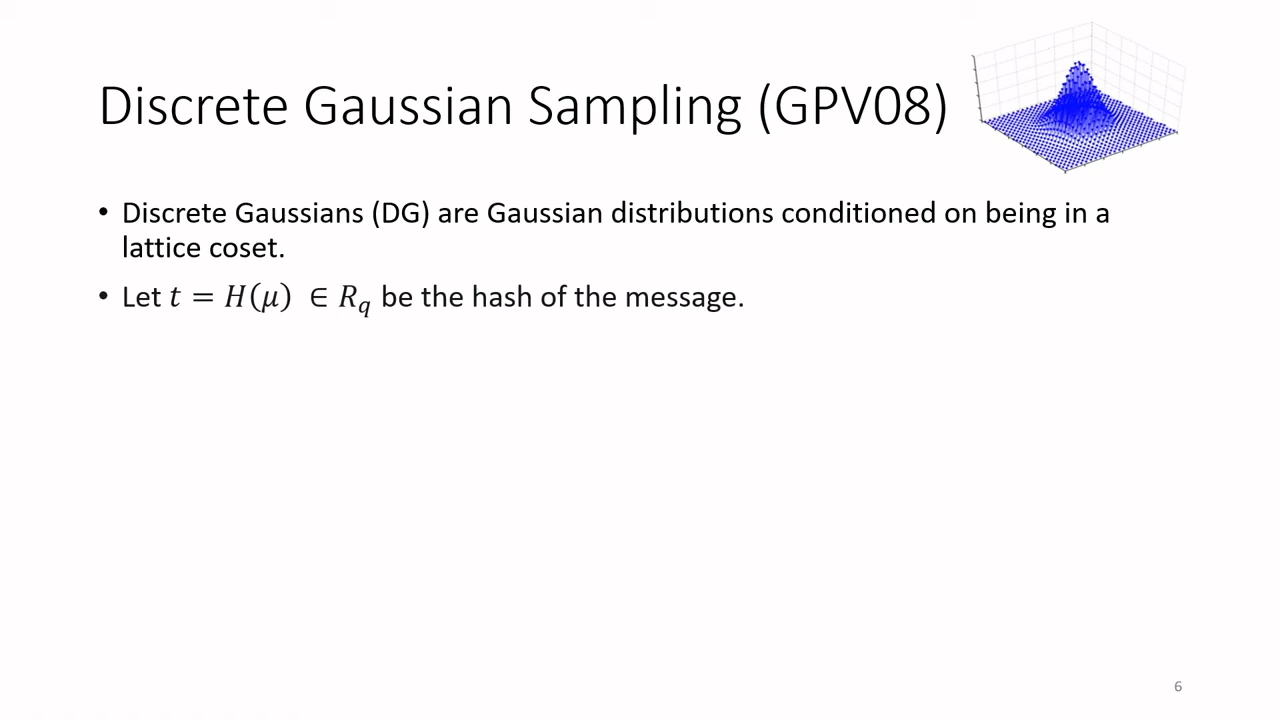 Discrete Gaussian Sampling (GPV08)
• Discrete Gaussians (DG) are Gaussian distributions conditioned on being in a
lattice coset.
• Let t = H(μ) ∈ R_q be the hash of the message.
6